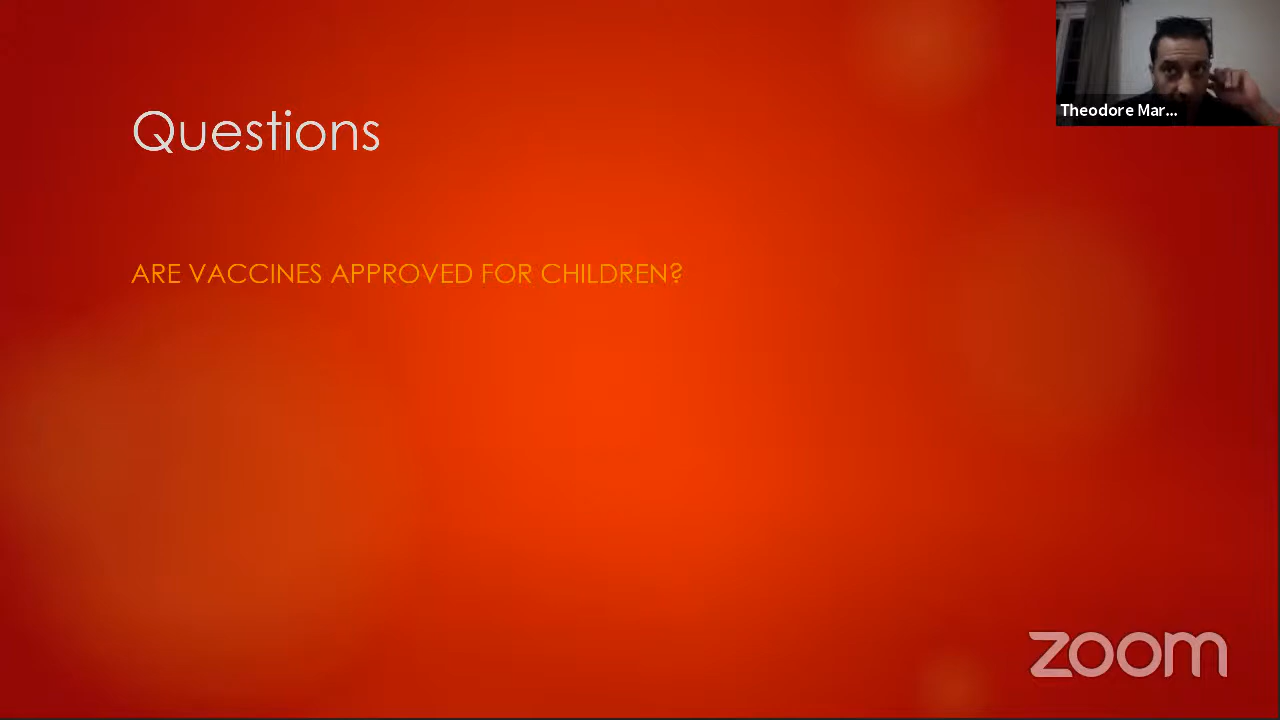 Questions
Theodore Mar...
ARE VACCINES APPROVED FOR CHILDREN?
zoom